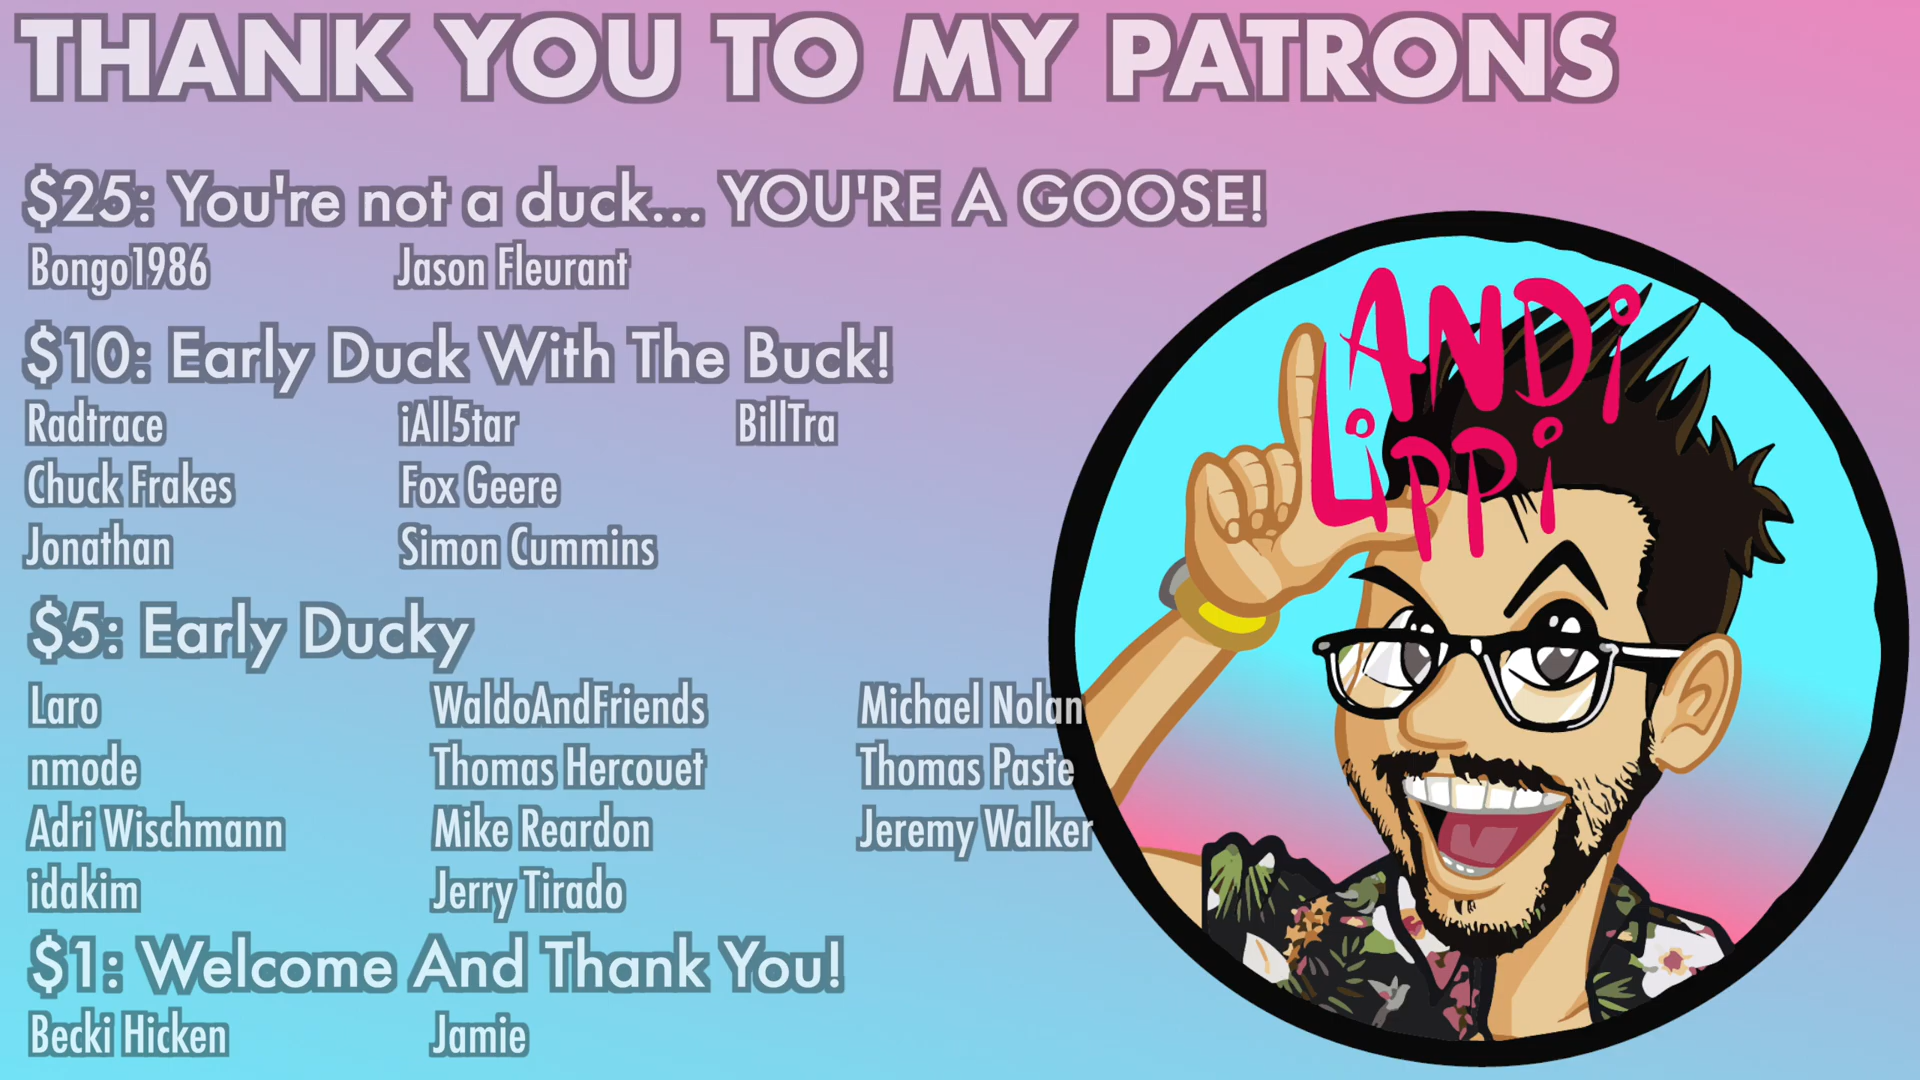 THANK YOU TO MY PATRONS
$25: You're not a duck... YOU'RE A GOOSE!
Bongo1986 Jason Fleurant
$10: Early Duck With The Buck!
Radtrace iAll5tar BillTra
Chuck Frakes Fox Geere
Jonathan Simon Cummins
$5: Early Ducky
Laro WaldoAndFriends Michael Nolan
nmode Thomas Hercouet Thomas Paste
Adri Wischmann Mike Reardon Jeremy Walker
idakim Jerry Tirado
$1: Welcome And Thank You!
Becki Hicken Jamie
ANDi
LiPPi